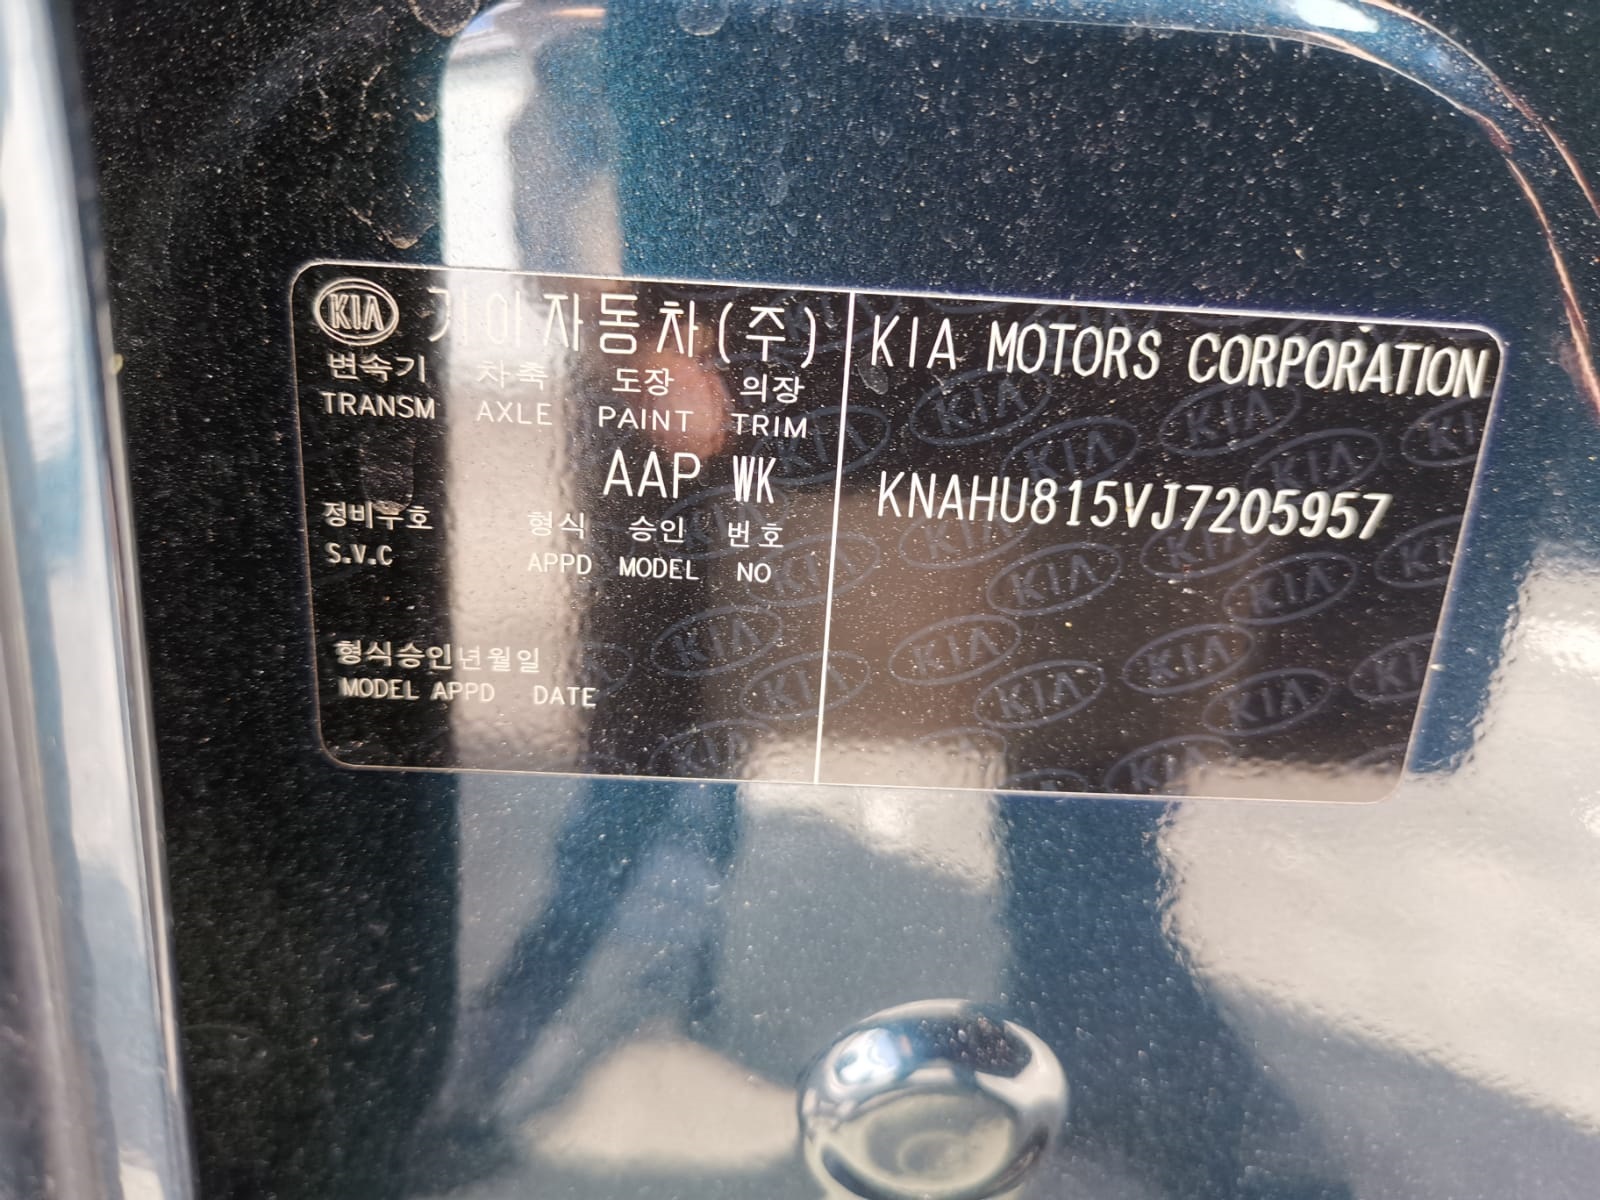 KIA 기아자동차(주)
변속기 차축 도장 의장
TRANSM AXLE PAINT TRIM
AAP WK
정비부호 형식 승인 번호
S.V.C APPD MODEL NO
형식승인년월일
MODEL APPD DATE
KIA MOTORS CORPORATION
KNAHU815VJ7205957